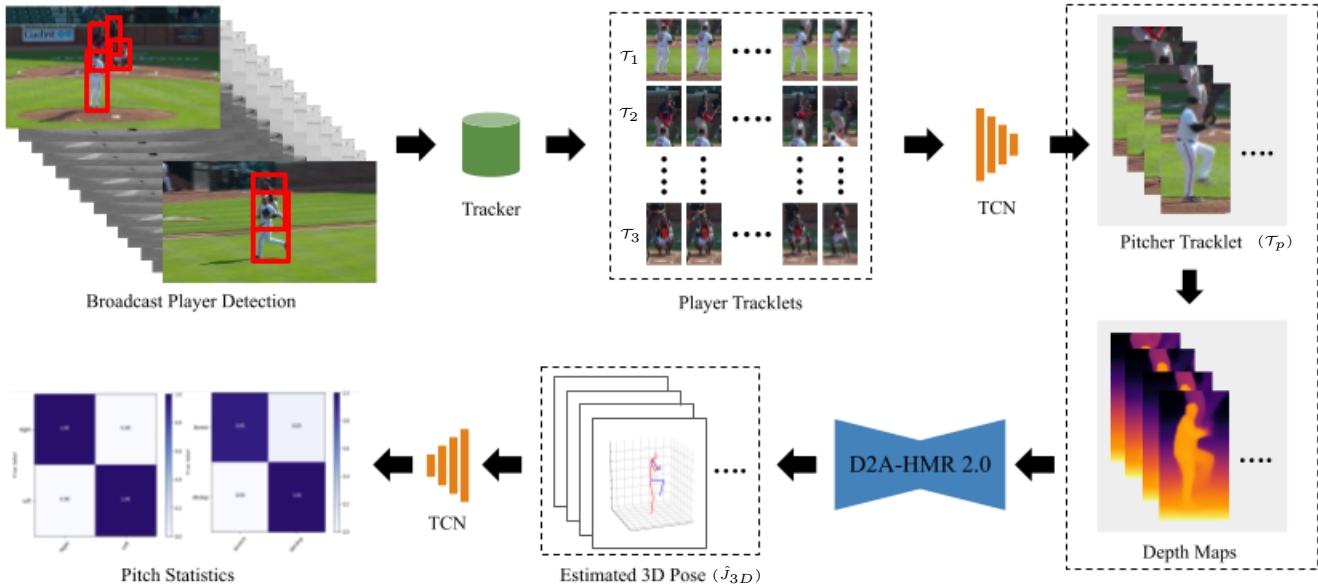 𝒯₁
𝒯₂
𝒯₃
Tracker
TCN
Pitcher Tracklet (𝒯ₚ)
Broadcast Player Detection
Player Tracklets
D2A-HMR 2.0
TCN
Depth Maps
Pitch Statistics
Estimated 3D Pose (Ĵ₃D)